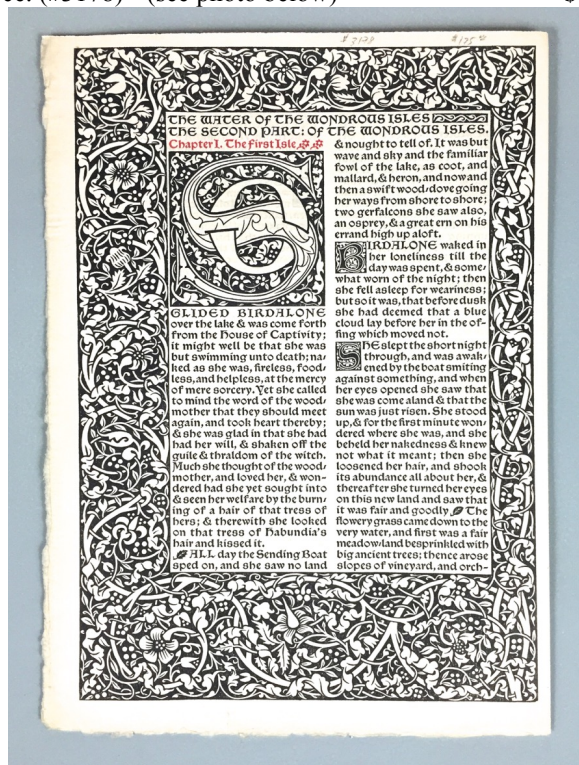 (see photo below) $
THE WATER OF THE WONDROUS ISLES
THE SECOND PART: OF THE WONDROUS ISLES.
Chapter I. The first Isle
SO
GLIDED BIRDALONE
over the lake & was come forth
from the House of Captivity;
it might well be that she was
but swimming unto death; na-
ked as she was, fireless, food-
less, and helpless, at the mercy
of mere sorcery. Yet she called
to mind the word of the wood-
mother that they should meet
again, and took heart thereby;
& she was glad in that she had
had her will, & shaken off the
guile & thraldom of the witch.
Much she thought of the wood-
mother, and loved her, & won-
dered had she yet sought into
& seen her welfare by the burn-
ing of a hair of that tress of
hers; & therewith she looked
on that tress of Habundia's
hair and kissed it.
ALL day the Sending Boat
sped on, and she saw no land
& nought to tell of. It was but
wave and sky and the familiar
fowl of the lake, as coot, and
mallard, & heron, and now and
then a swift wood-dove going
her ways from shore to shore;
two gerfalcons she saw also,
an osprey, & a great ern on his
errand high up aloft.
BIRDALONE waked in
her loneliness till the
day was spent, & some-
what worn of the night; then
she fell asleep for weariness;
but so it was, that before dusk
she had deemed that a blue
cloud lay before her in the of-
fing which moved not.
SHE slept the short night
through, and was awak-
ened by the boat smiting
against something, and when
her eyes opened she saw that
she was come aland & that the
sun was just risen. She stood
up, & for the first minute won-
dered where she was, and she
beheld her nakedness & knew
not what it meant; then she
loosened her hair, and shook
its abundance all about her, &
thereafter she turned her eyes
on this new land and saw that
it was fair and goodly. The
flowery grass came down to the
very water, and first was a fair
meadow-land besprinkled with
big ancient trees; thence arose
slopes of vineyard, and orch-